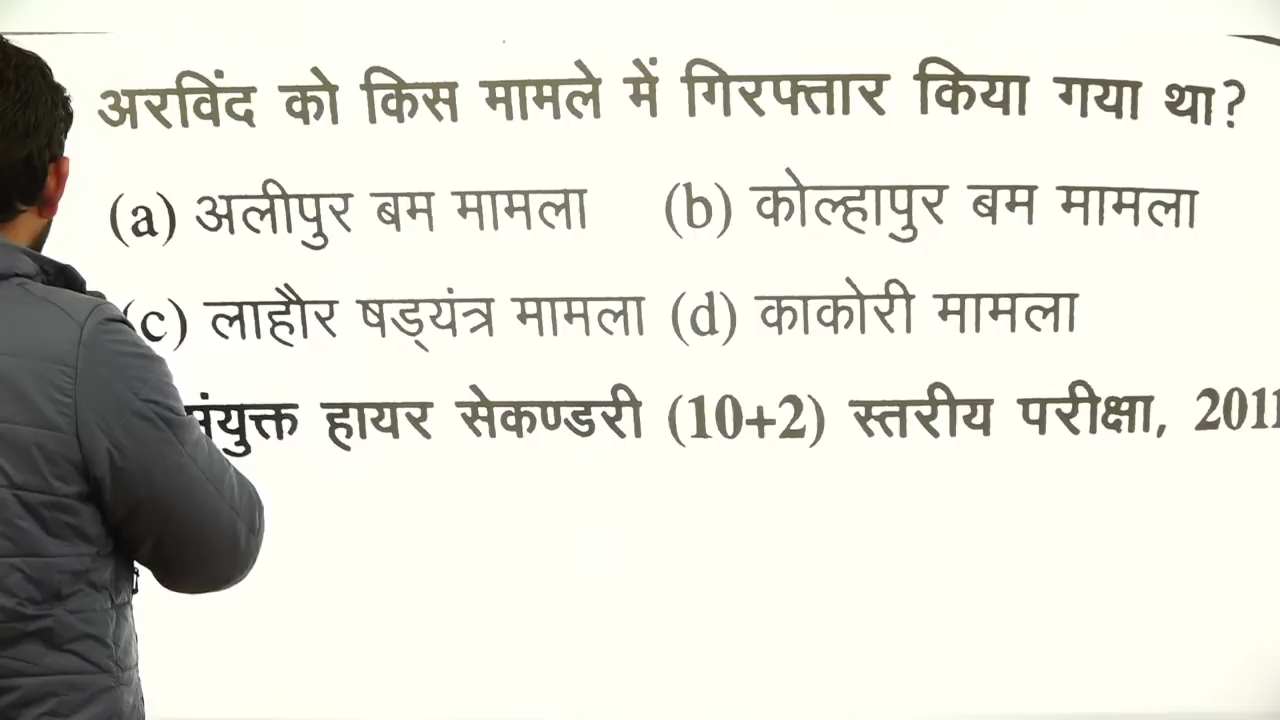 अरविंद को किस मामले में गिरफ्तार किया गया था?
(a) अलीपुर बम मामला (b) कोल्हापुर बम मामला
(c) लाहौर षड्यंत्र मामला (d) काकोरी मामला
हायर सेकण्डरी (10+2) स्तरीय परीक्षा, 2011